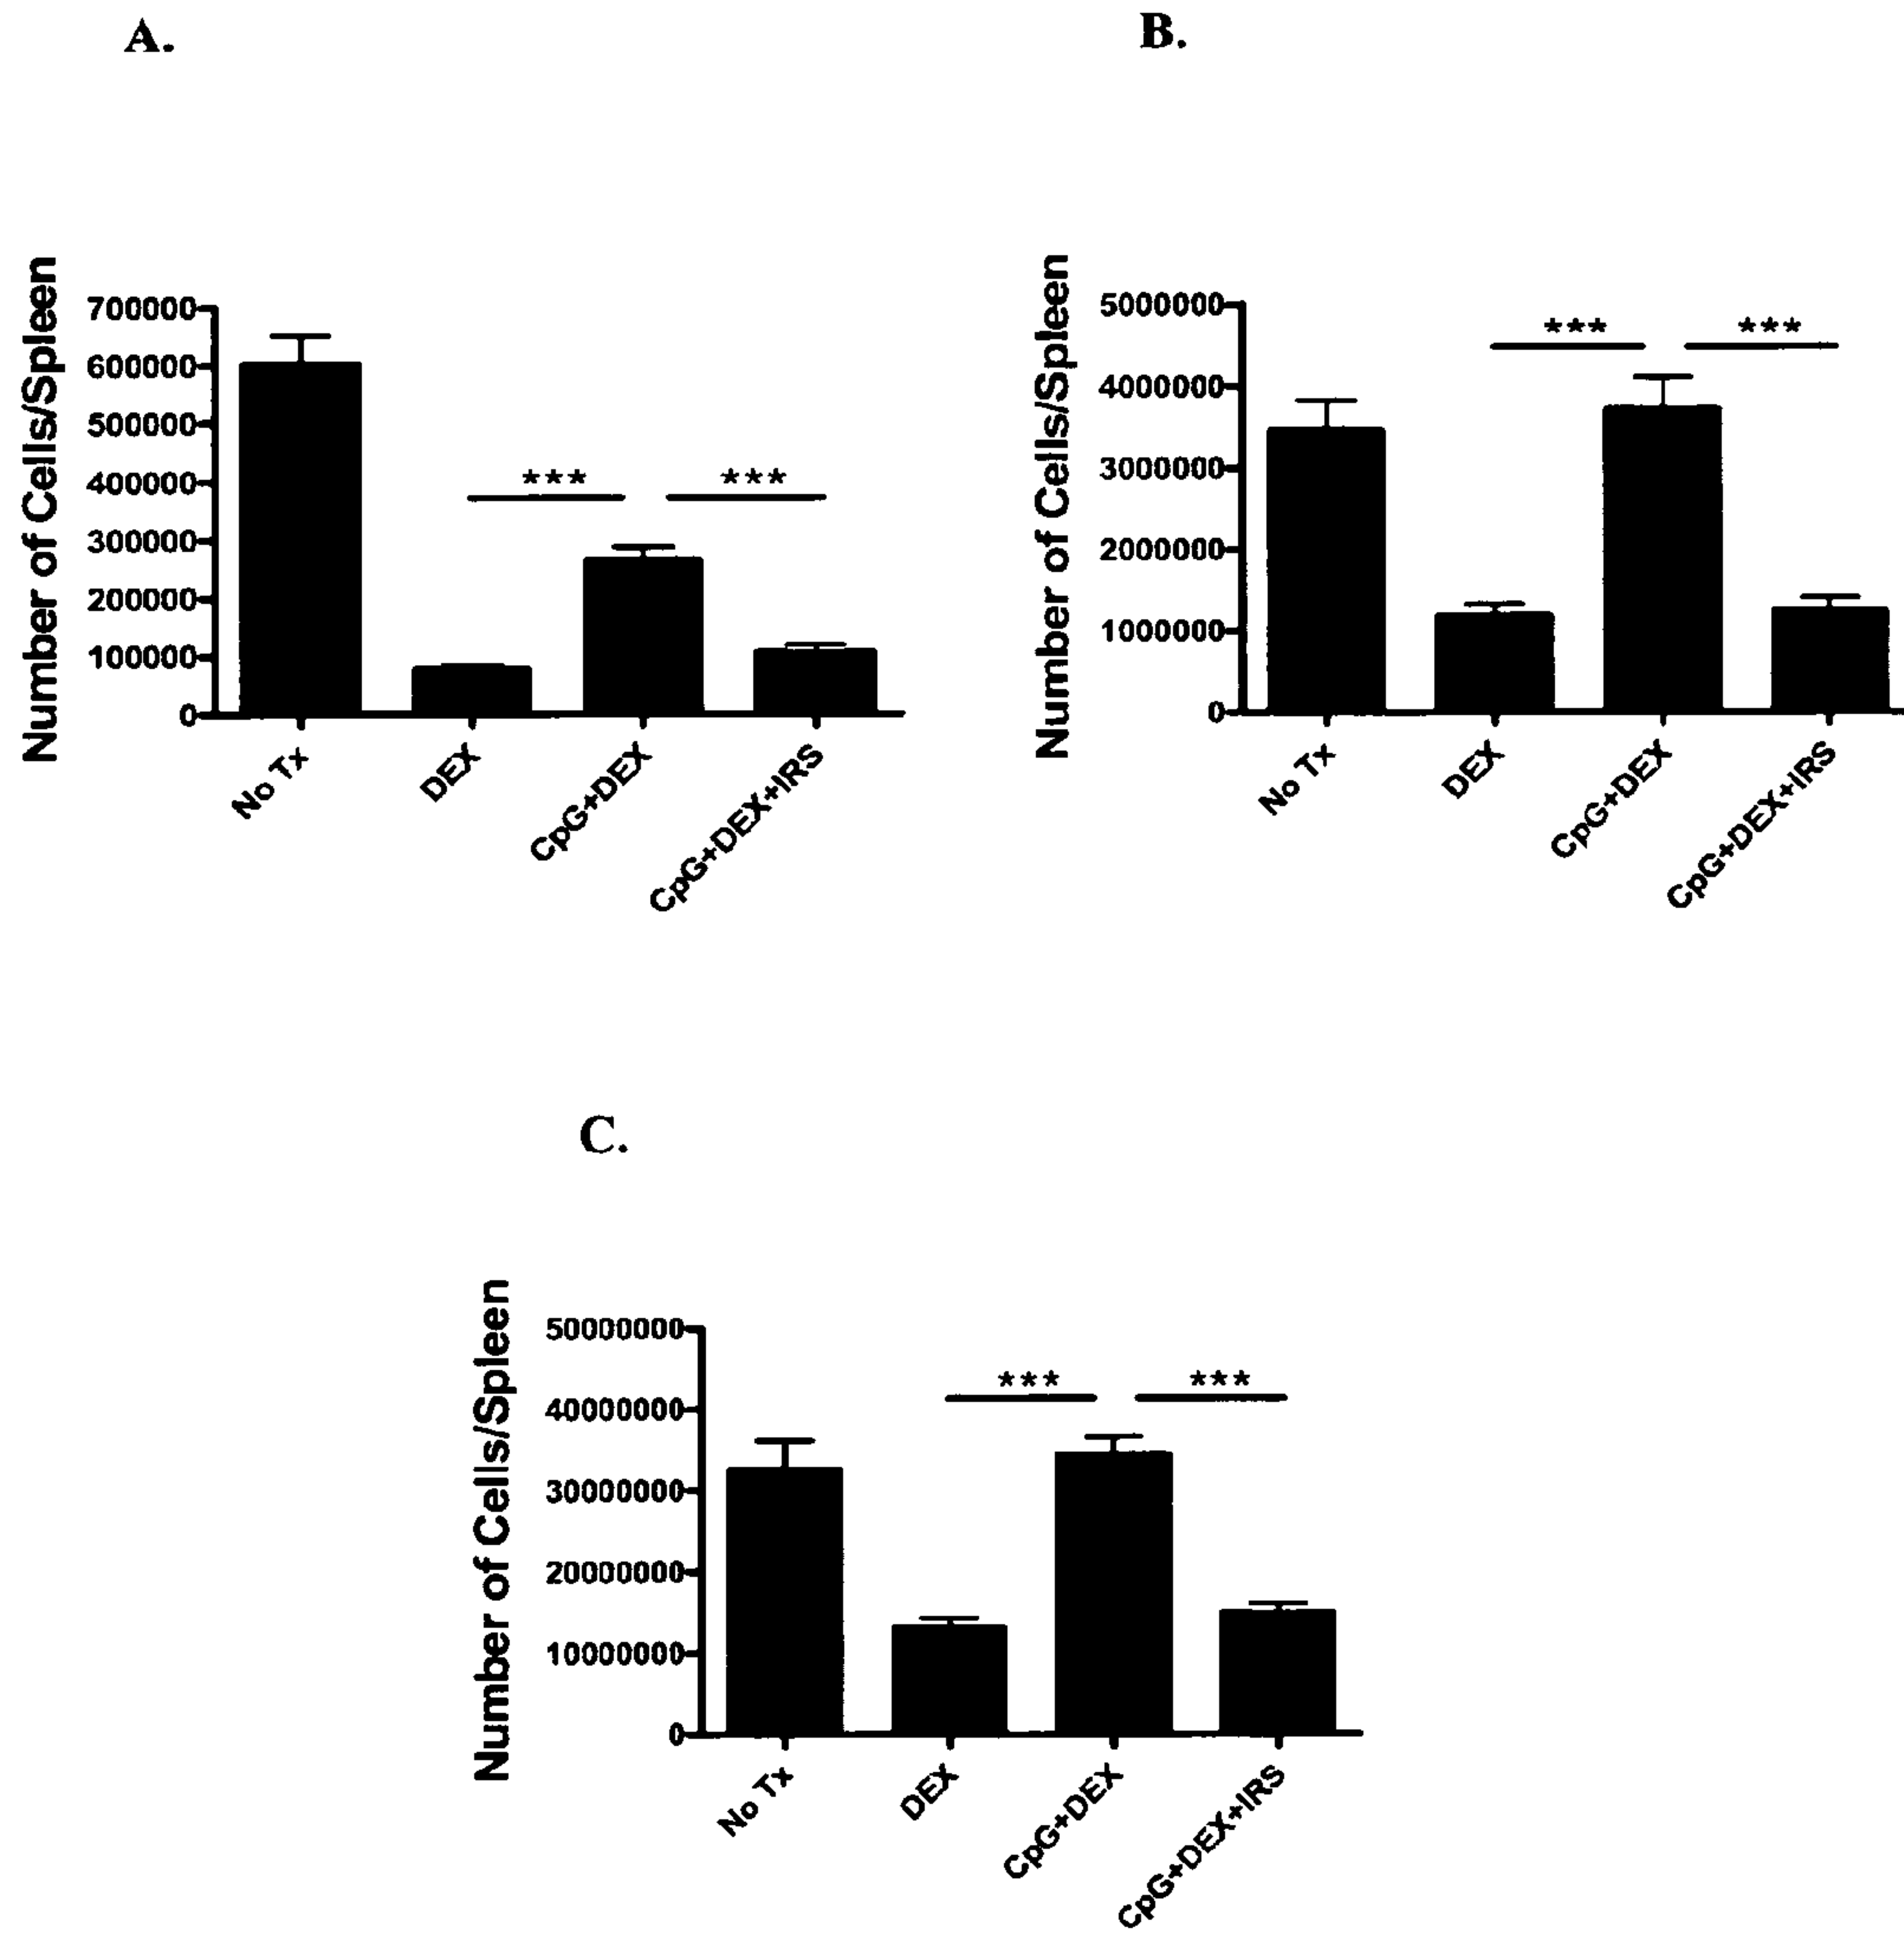 A.
Number of Cells/Spleen
700000
600000
500000
400000
300000
200000
100000
0
***
***
No Tx
DEX
CpG+DEX
CpG+DEX+IRS
B.
Number of Cells/Spleen
5000000
4000000
3000000
2000000
1000000
0
***
***
No Tx
DEX
CpG+DEX
CpG+DEX+IRS
C.
Number of Cells/Spleen
50000000
40000000
30000000
20000000
10000000
0
***
***
No Tx
DEX
CpG+DEX
CpG+DEX+IRS